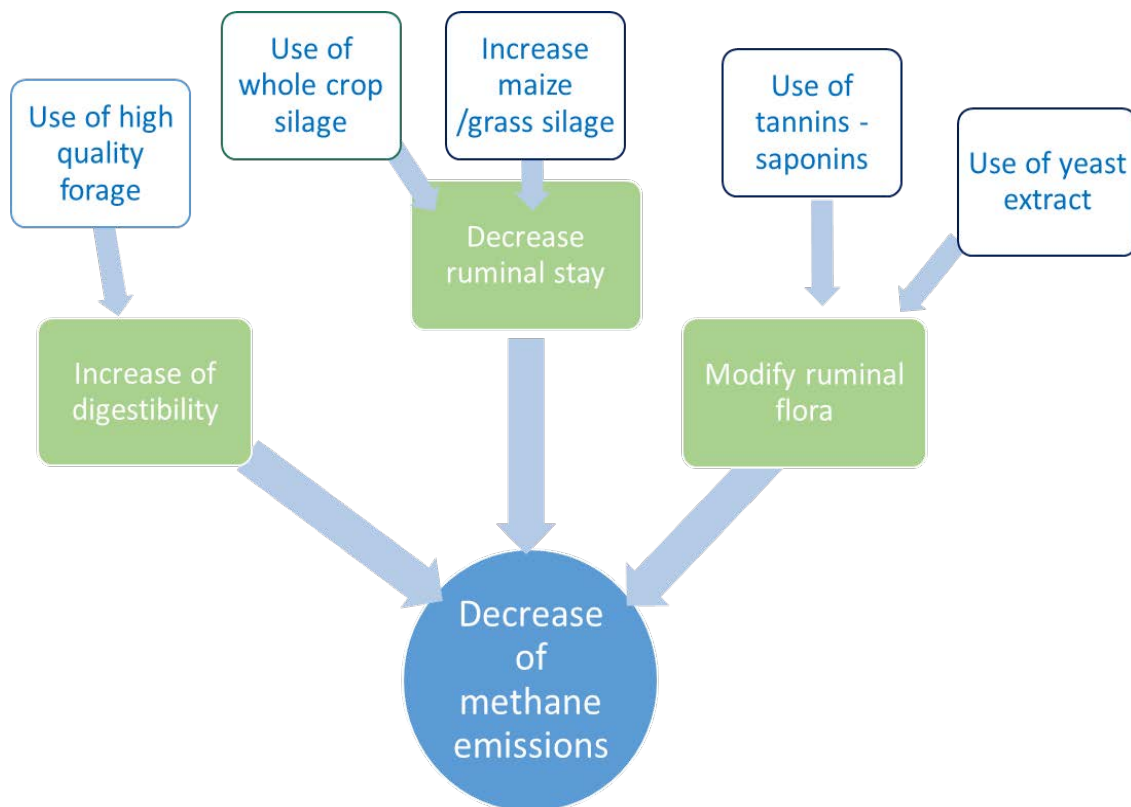 Use of high
quality
forage
Use of
whole crop
silage
Increase
maize
/grass silage
Use of
tannins -
saponins
Use of yeast
extract
Increase of
digestibility
Decrease
ruminal stay
Modify ruminal
flora
Decrease
of
methane
emissions